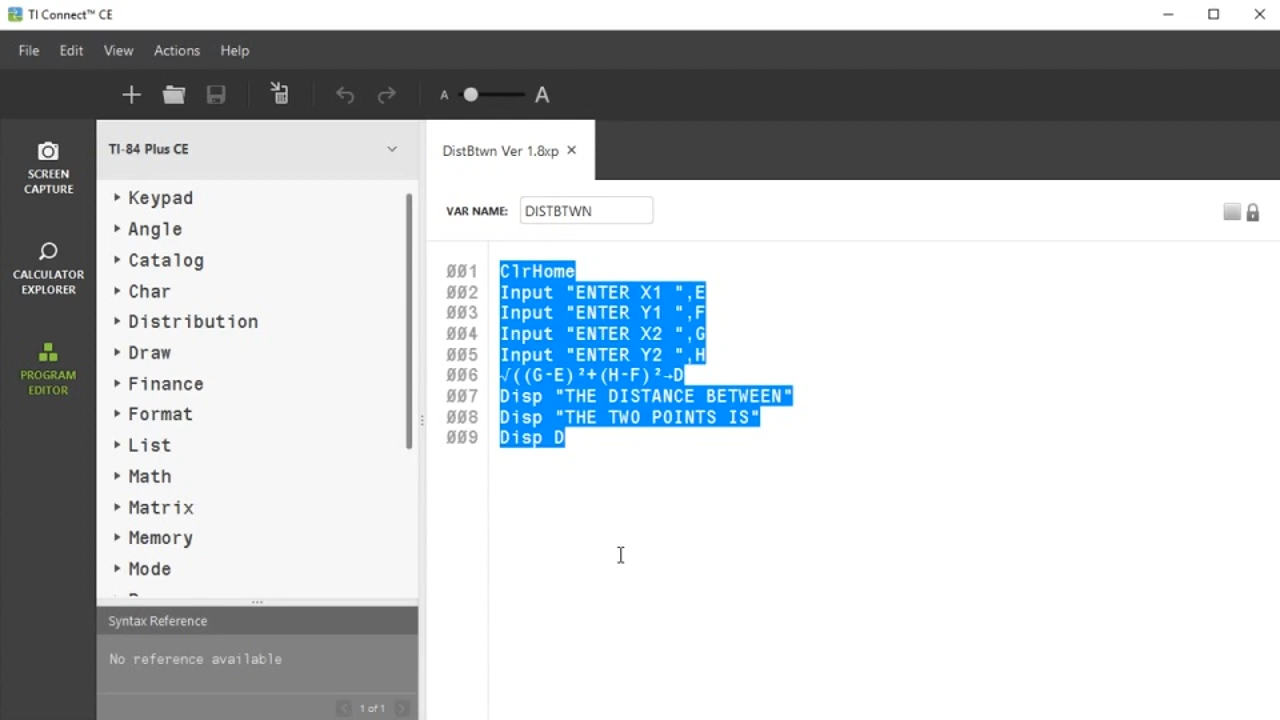 TI Connect™ CE
File Edit View Actions Help
A A
SCREEN
CAPTURE
CALCULATOR
EXPLORER
PROGRAM
EDITOR
TI-84 Plus CE
Keypad
Angle
Catalog
Char
Distribution
Draw
Finance
Format
List
Math
Matrix
Memory
Mode
Syntax Reference
No reference available
1 of 1
DistBtwn Ver 1.8xp ×
VAR NAME: DISTBTWN
001 ClrHome
002 Input "ENTER X1 ",E
003 Input "ENTER Y1 ",F
004 Input "ENTER X2 ",G
005 Input "ENTER Y2 ",H
006 √((G-E)²+(H-F)²→D
007 Disp "THE DISTANCE BETWEEN"
008 Disp "THE TWO POINTS IS"
009 Disp D